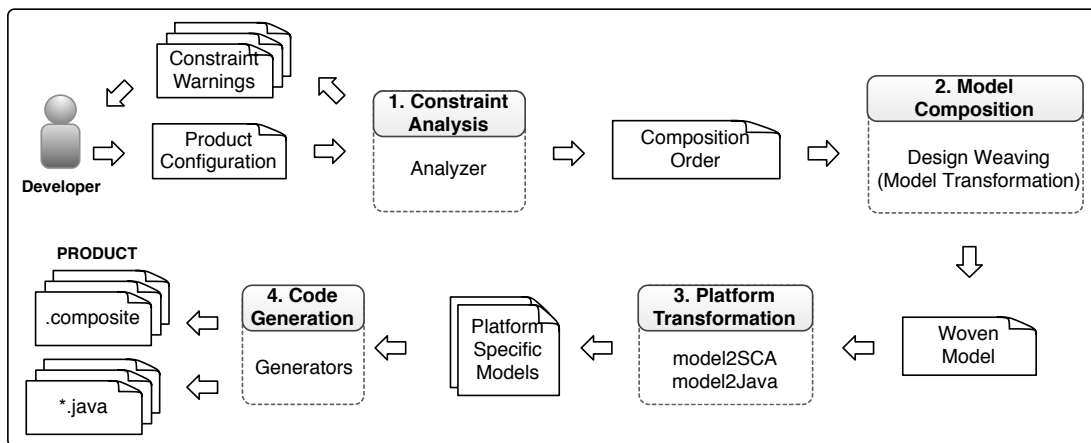 Constraint
Warnings
Developer
Product
Configuration
1. Constraint
Analysis
Analyzer
Composition
Order
2. Model
Composition
Design Weaving
(Model Transformation)
Woven
Model
3. Platform
Transformation
model2SCA
model2Java
Platform
Specific
Models
4. Code
Generation
Generators
PRODUCT
.composite
*.java